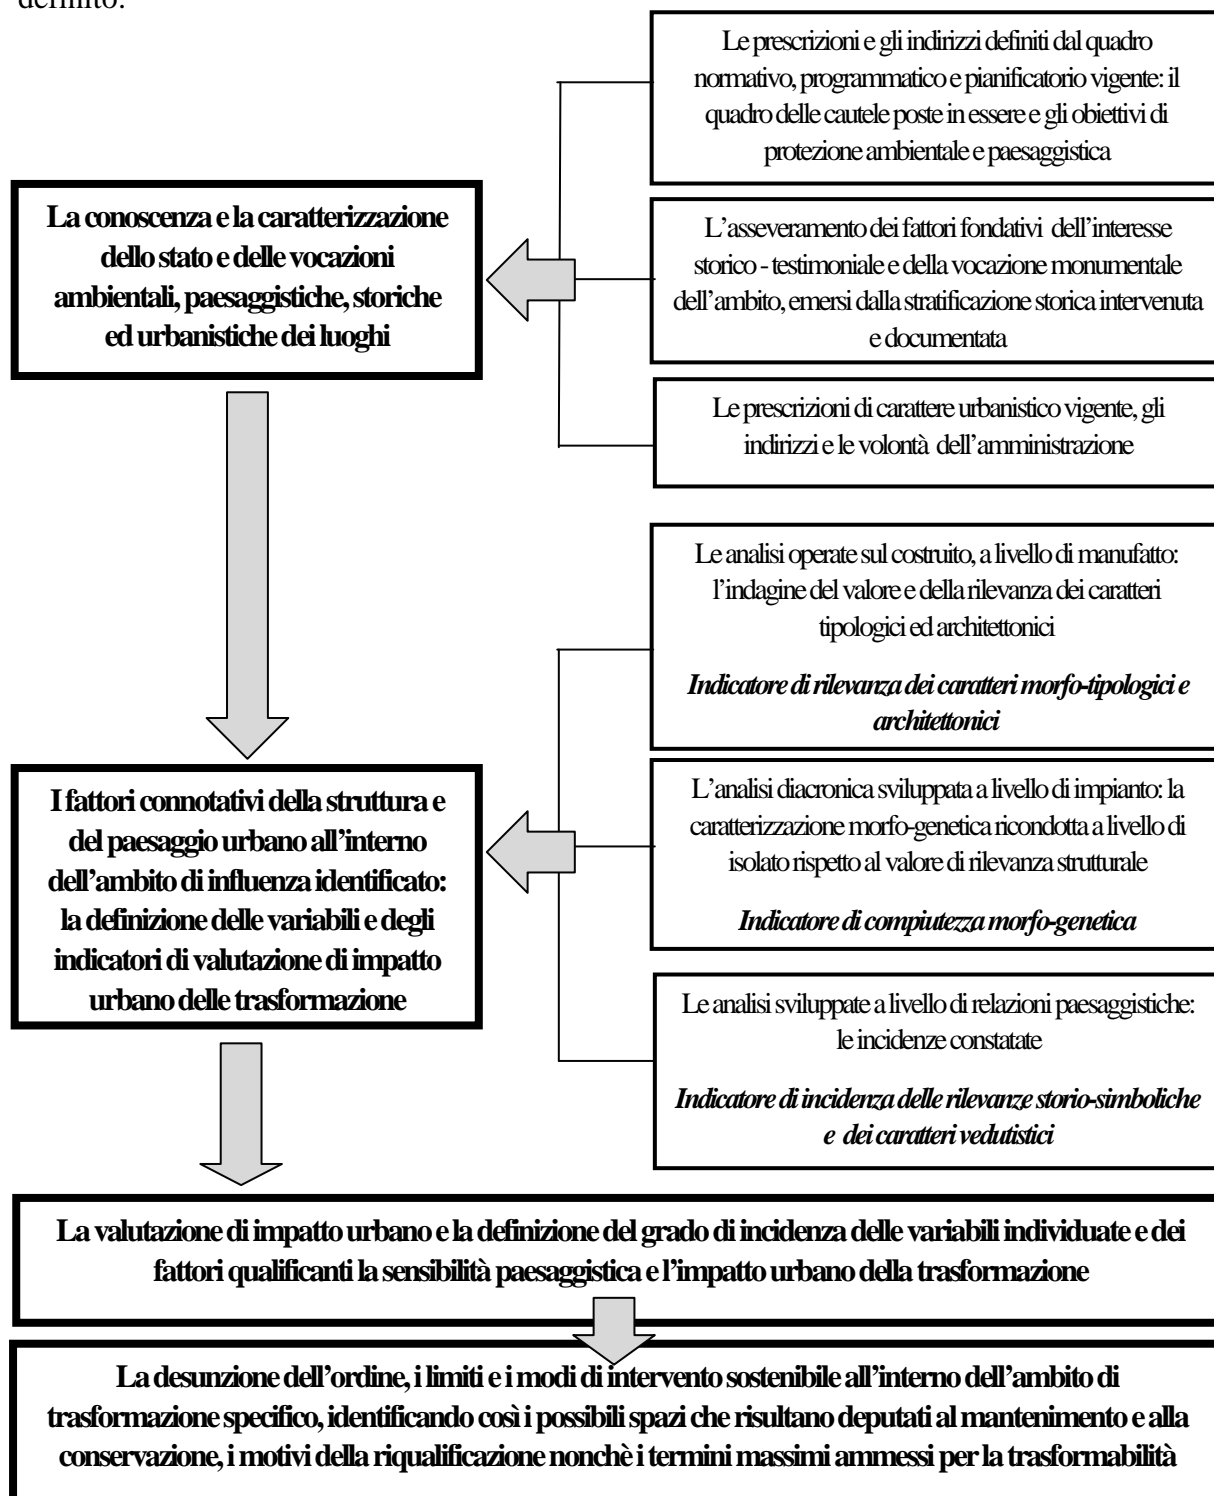 definito:
Le prescrizioni e gli indirizzi definiti dal quadro
normativo, programmatico e pianificatorio vigente: il
quadro delle cautele poste in essere e gli obiettivi di
protezione ambientale e paesaggistica
La conoscenza e la caratterizzazione
dello stato e delle vocazioni
ambientali, paesaggistiche, storiche
ed urbanistiche dei luoghi
L'asseveramento dei fattori fondativi dell'interesse
storico - testimoniale e della vocazione monumentale
dell'ambito, emersi dalla stratificazione storica intervenuta
e documentata
Le prescrizioni di carattere urbanistico vigente, gli
indirizzi e le volontà dell'amministrazione
Le analisi operate sul costruito, a livello di manufatto:
l'indagine del valore e della rilevanza dei caratteri
tipologici ed architettonici
Indicatore di rilevanza dei caratteri morfo-tipologici e
architettonici
I fattori connotativi della struttura e
del paesaggio urbano all'interno
dell'ambito di influenza identificato:
la definizione delle variabili e degli
indicatori di valutazione di impatto
urbano delle trasformazione
L'analisi diacronica sviluppata a livello di impianto: la
caratterizzazione morfo-genetica ricondotta a livello di
isolato rispetto al valore di rilevanza strutturale
Indicatore di compiutezza morfo-genetica
Le analisi sviluppate a livello di relazioni paesaggistiche:
le incidenze constatate
Indicatore di incidenza delle rilevanze storio-simboliche
e dei caratteri vedutistici
La valutazione di impatto urbano e la definizione del grado di incidenza delle variabili individuate e dei
fattori qualificanti la sensibilità paesaggistica e l'impatto urbano della trasformazione
La desunzione dell'ordine, i limiti e i modi di intervento sostenibile all'interno dell'ambito di
trasformazione specifico, identificando così i possibili spazi che risultano deputati al mantenimento e alla
conservazione, i motivi della riqualificazione nonchè i termini massimi ammessi per la trasformabilità